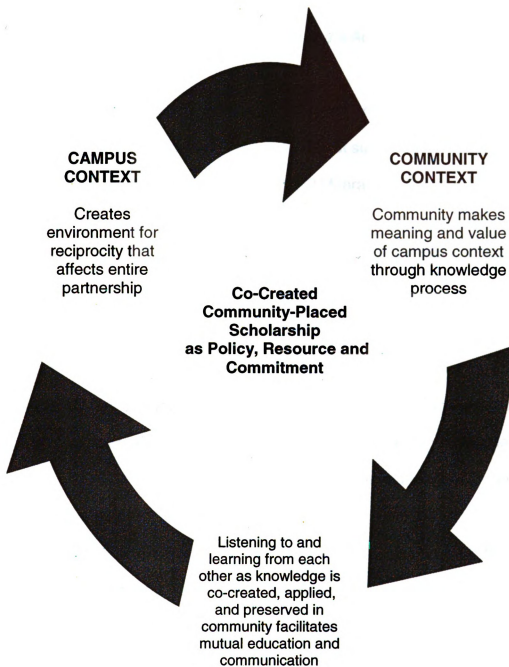 CAMPUS
CONTEXT
Creates
environment for
reciprocity that
affects entire
partnership
COMMUNITY
CONTEXT
Community makes
meaning and value
of campus context
through knowledge
process
Co-Created
Community-Placed
Scholarship
as Policy, Resource and
Commitment
Listening to and
learning from each
other as knowledge is
co-created, applied,
and preserved in
community facilitates
mutual education and
communication